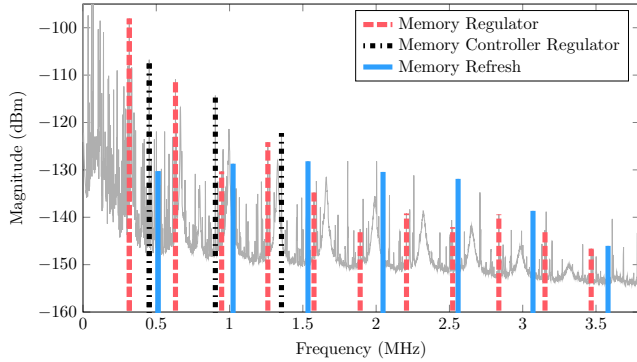 −100
−110
−120
−130
−140
−150
−160
Magnitude (dBm)
Memory Regulator
Memory Controller Regulator
Memory Refresh
0 0.5 1 1.5 2 2.5 3 3.5
Frequency (MHz)